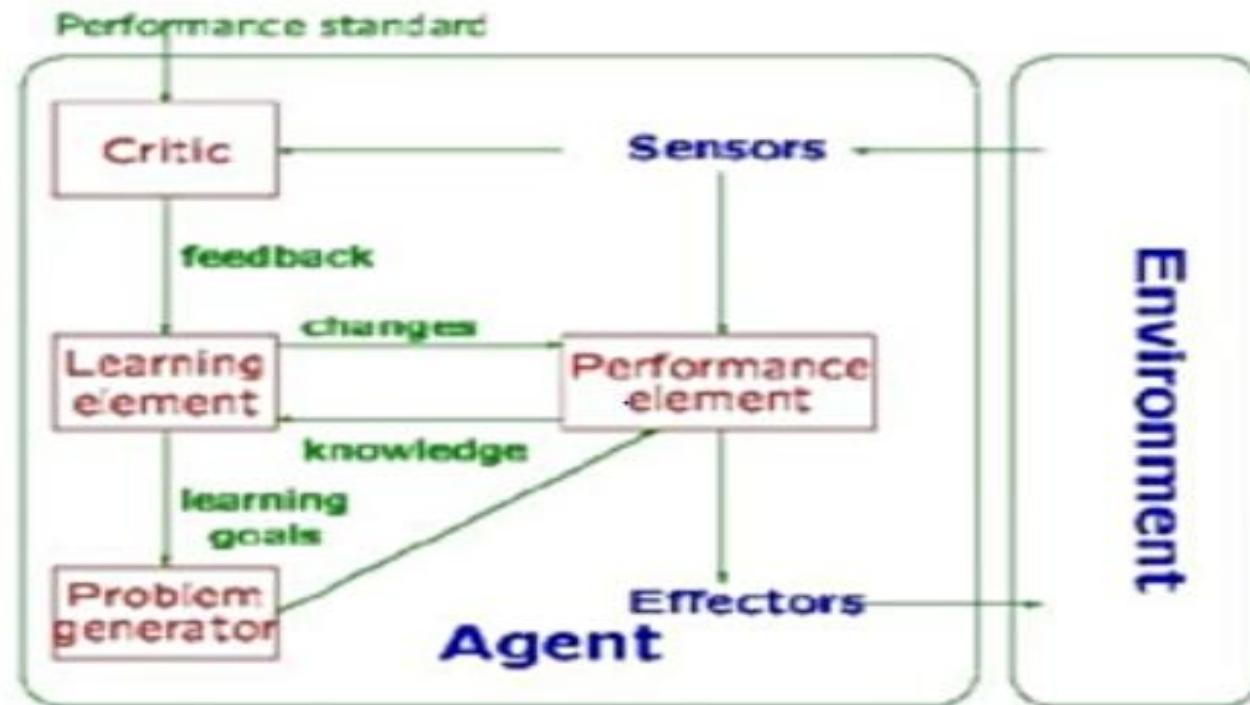 Performance standard
Critic
Sensors
feedback
changes
Learning
element
Performance
element
knowledge
learning
goals
Problem
generator
Effectors
Agent
Environment